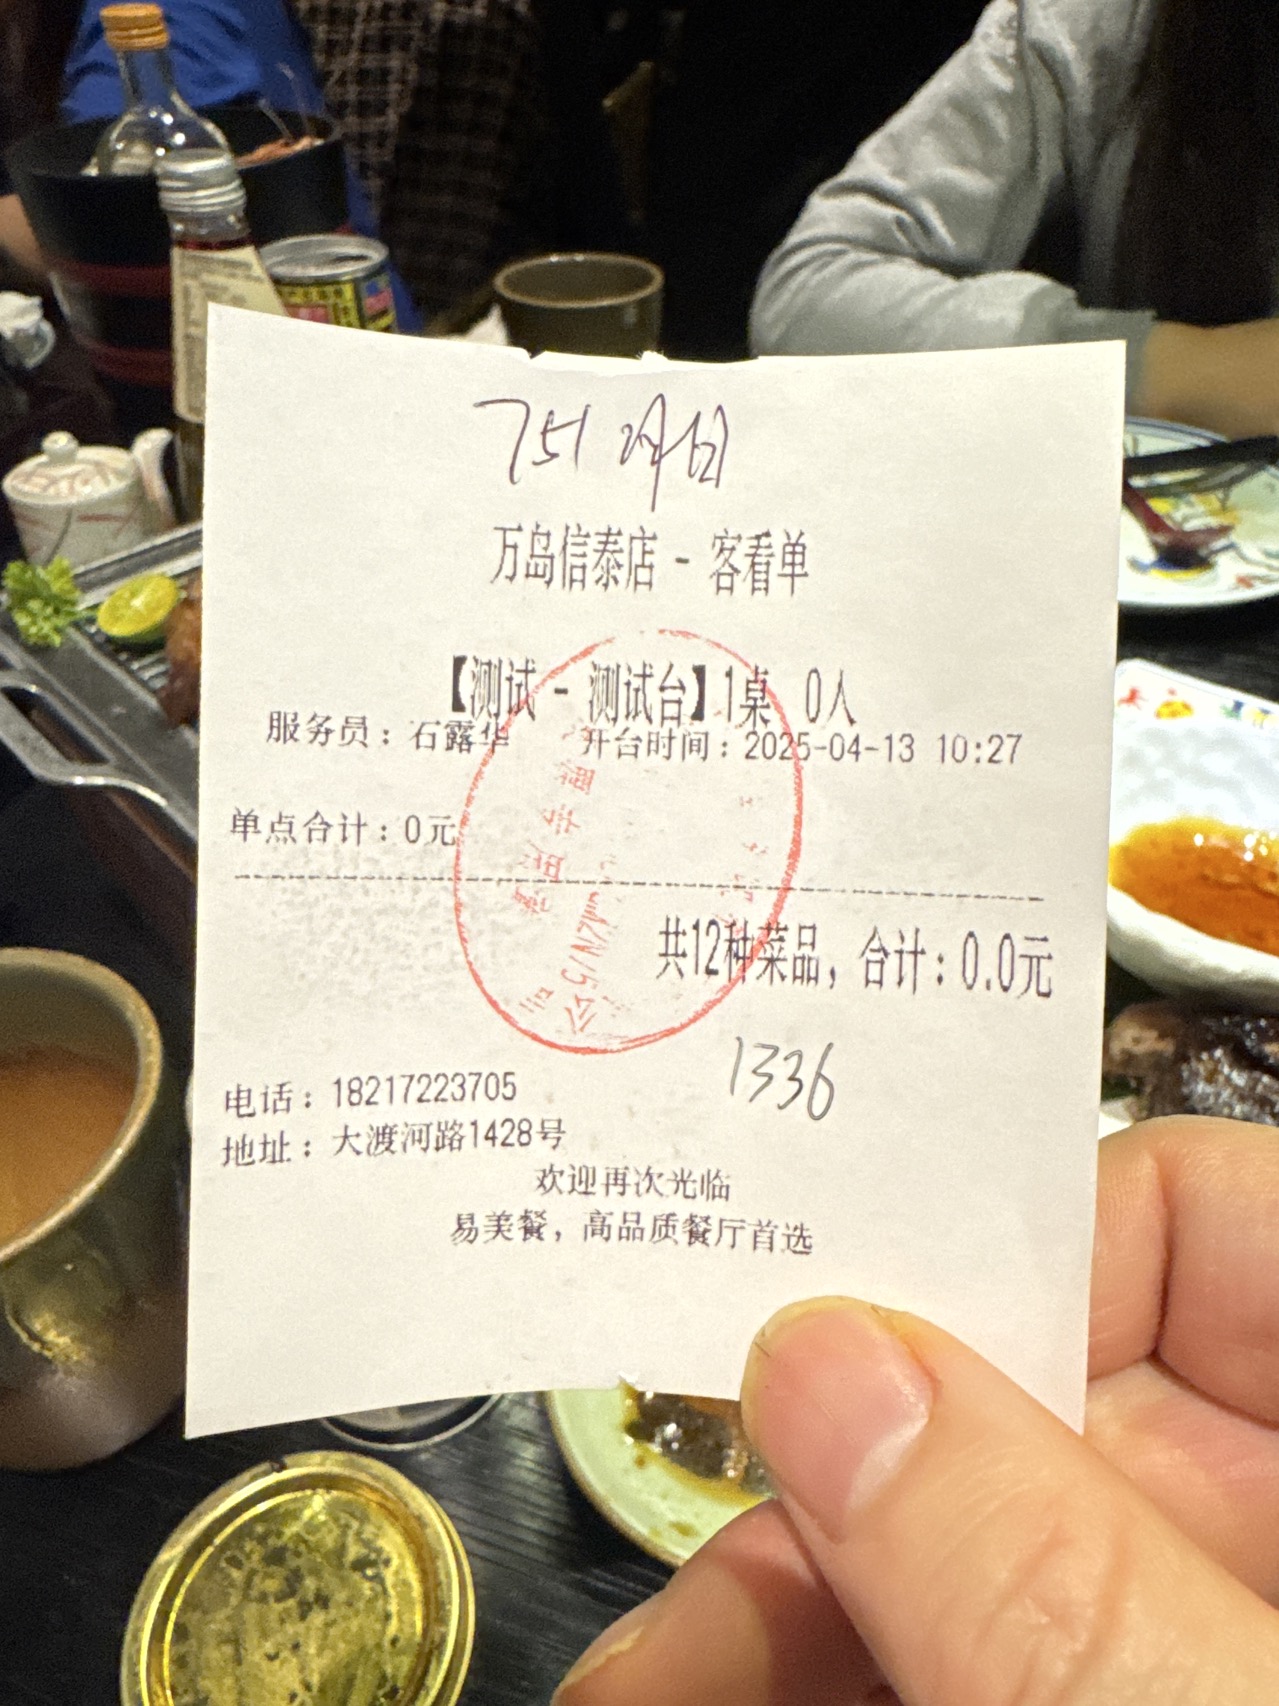 751
万岛信泰店 - 客看单
【测试 - 测试台】1桌 0人
服务员：石露华 开台时间：2025-04-13 10:27
单点合计：0元
共12种菜品，合计：0.0元
1336
电话：18217223705
地址：大渡河路1428号
欢迎再次光临
易美餐，高品质餐厅首选